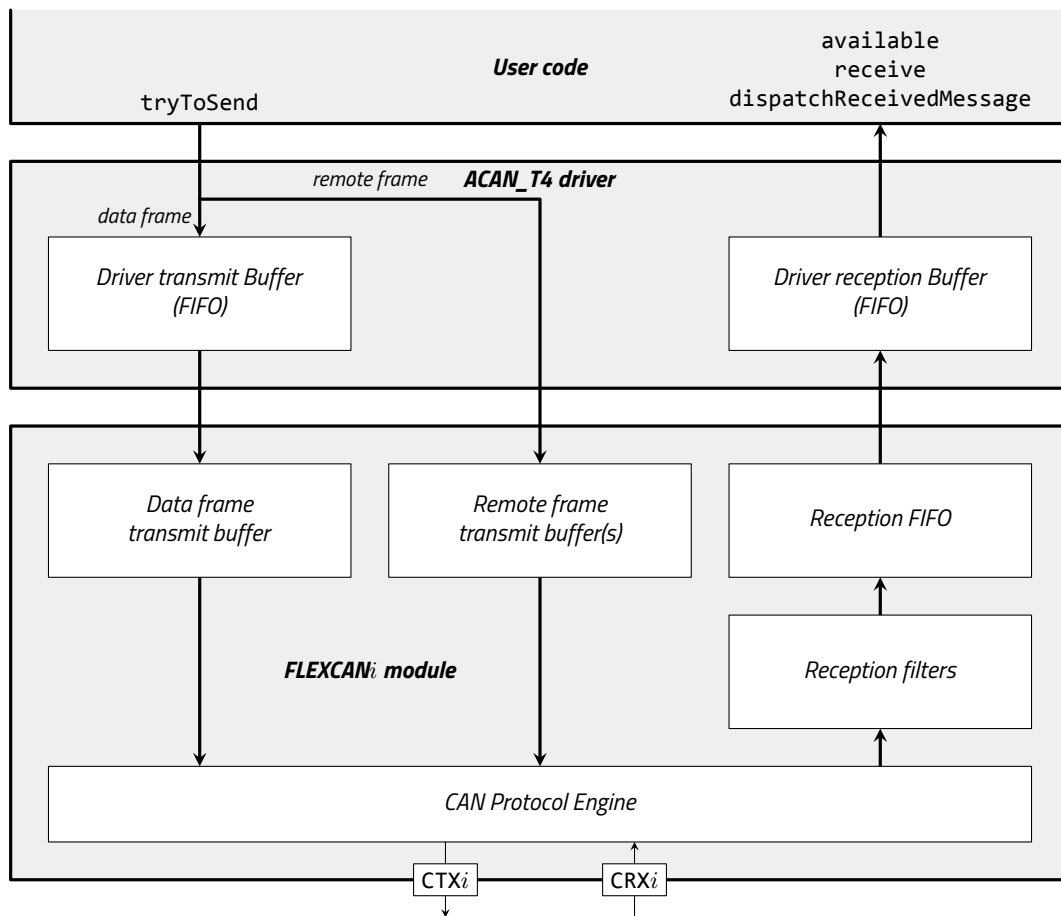 User code
tryToSend
available
receive
dispatchReceivedMessage
remote frame
ACAN_T4 driver
data frame
Driver transmit Buffer
(FIFO)
Driver reception Buffer
(FIFO)
Data frame
transmit buffer
Remote frame
transmit buffer(s)
Reception FIFO
FLEXCANi module
Reception filters
CAN Protocol Engine
CTXi
CRXi